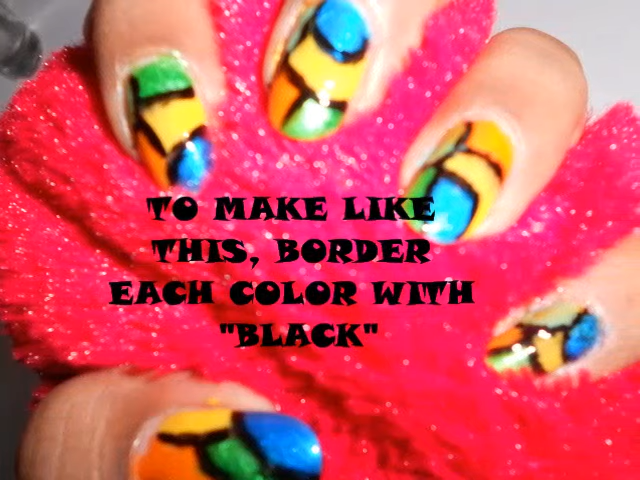 TO MAKE LIKE
THIS, BORDER
EACH COLOR WITH
"BLACK"